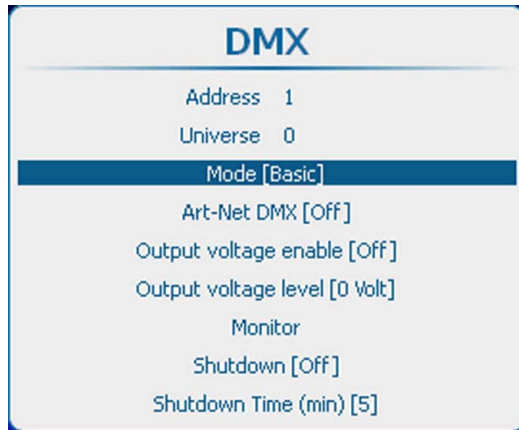 DMX
Address 1
Universe 0
Mode [Basic]
Art-Net DMX [Off]
Output voltage enable [Off]
Output voltage level [0 Volt]
Monitor
Shutdown [Off]
Shutdown Time (min) [5]